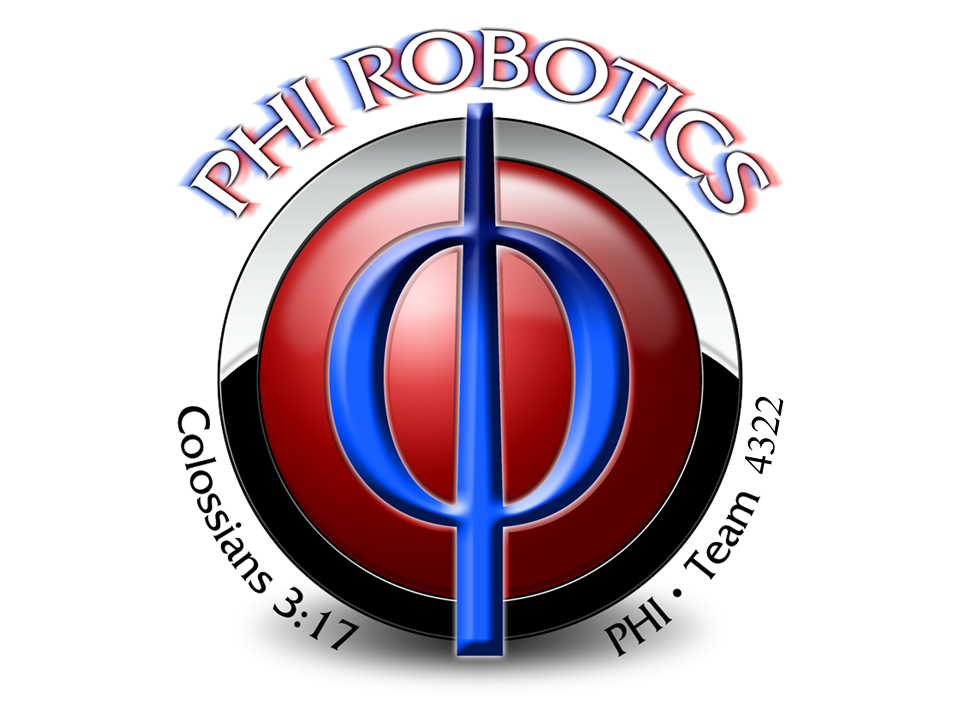 PHI ROBOTICS
Colossians 3:17
PHI • Team 4322